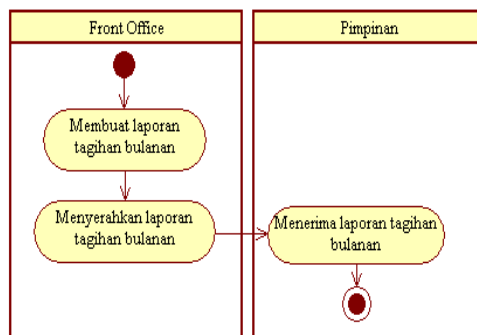 Front Office
Pimpinan
Membuat laporan
tagihan bulanan
Menyerahkan laporan
tagihan bulanan
Menerima laporan tagihan
bulanan